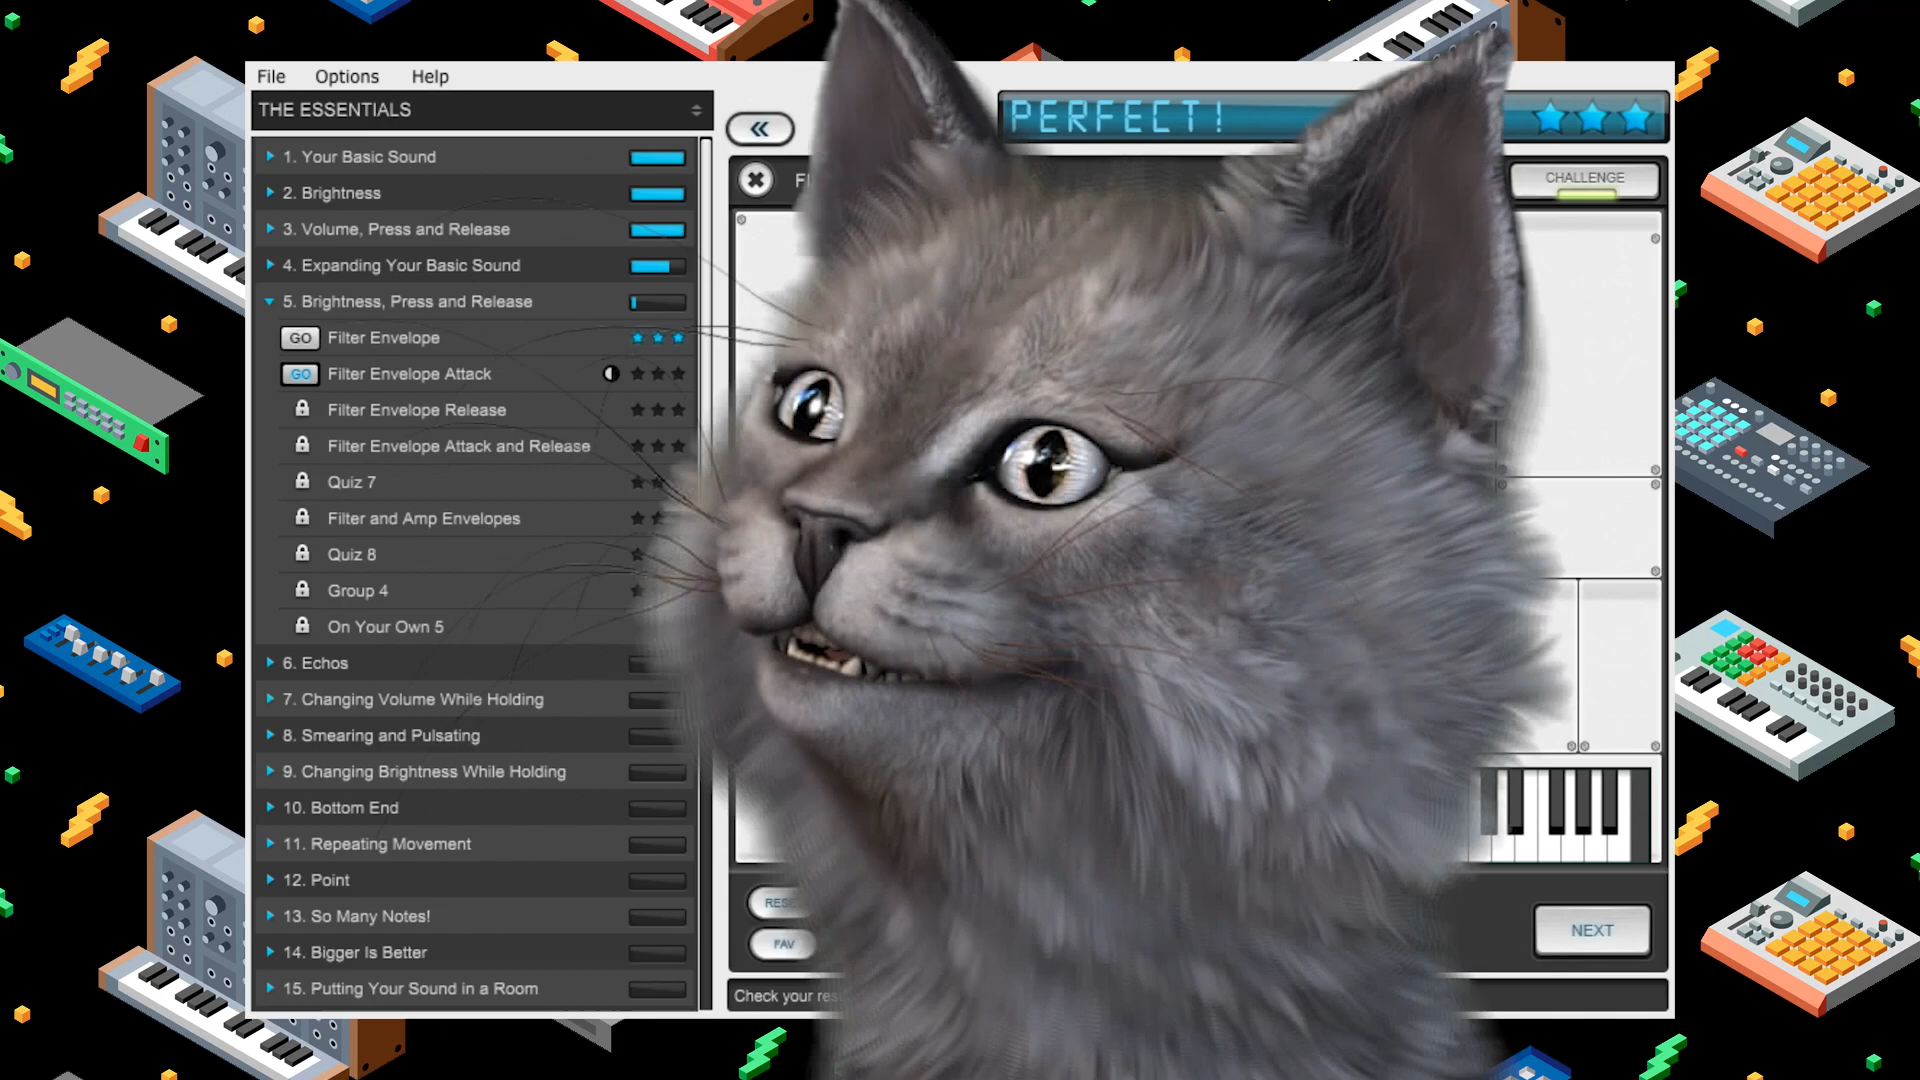 File Options Help
THE ESSENTIALS
PERFECT!
1. Your Basic Sound
2. Brightness
3. Volume, Press and Release
4. Expanding Your Basic Sound
5. Brightness, Press and Release
GO Filter Envelope
GO Filter Envelope Attack
Filter Envelope Release
Filter Envelope Attack and Release
Quiz 7
Filter and Amp Envelopes
Quiz 8
Group 4
On Your Own 5
6. Echos
7. Changing Volume While Holding
8. Smearing and Pulsating
9. Changing Brightness While Holding
10. Bottom End
11. Repeating Movement
12. Point
13. So Many Notes!
14. Bigger Is Better
15. Putting Your Sound in a Room
CHALLENGE
FAV
NEXT
Check your